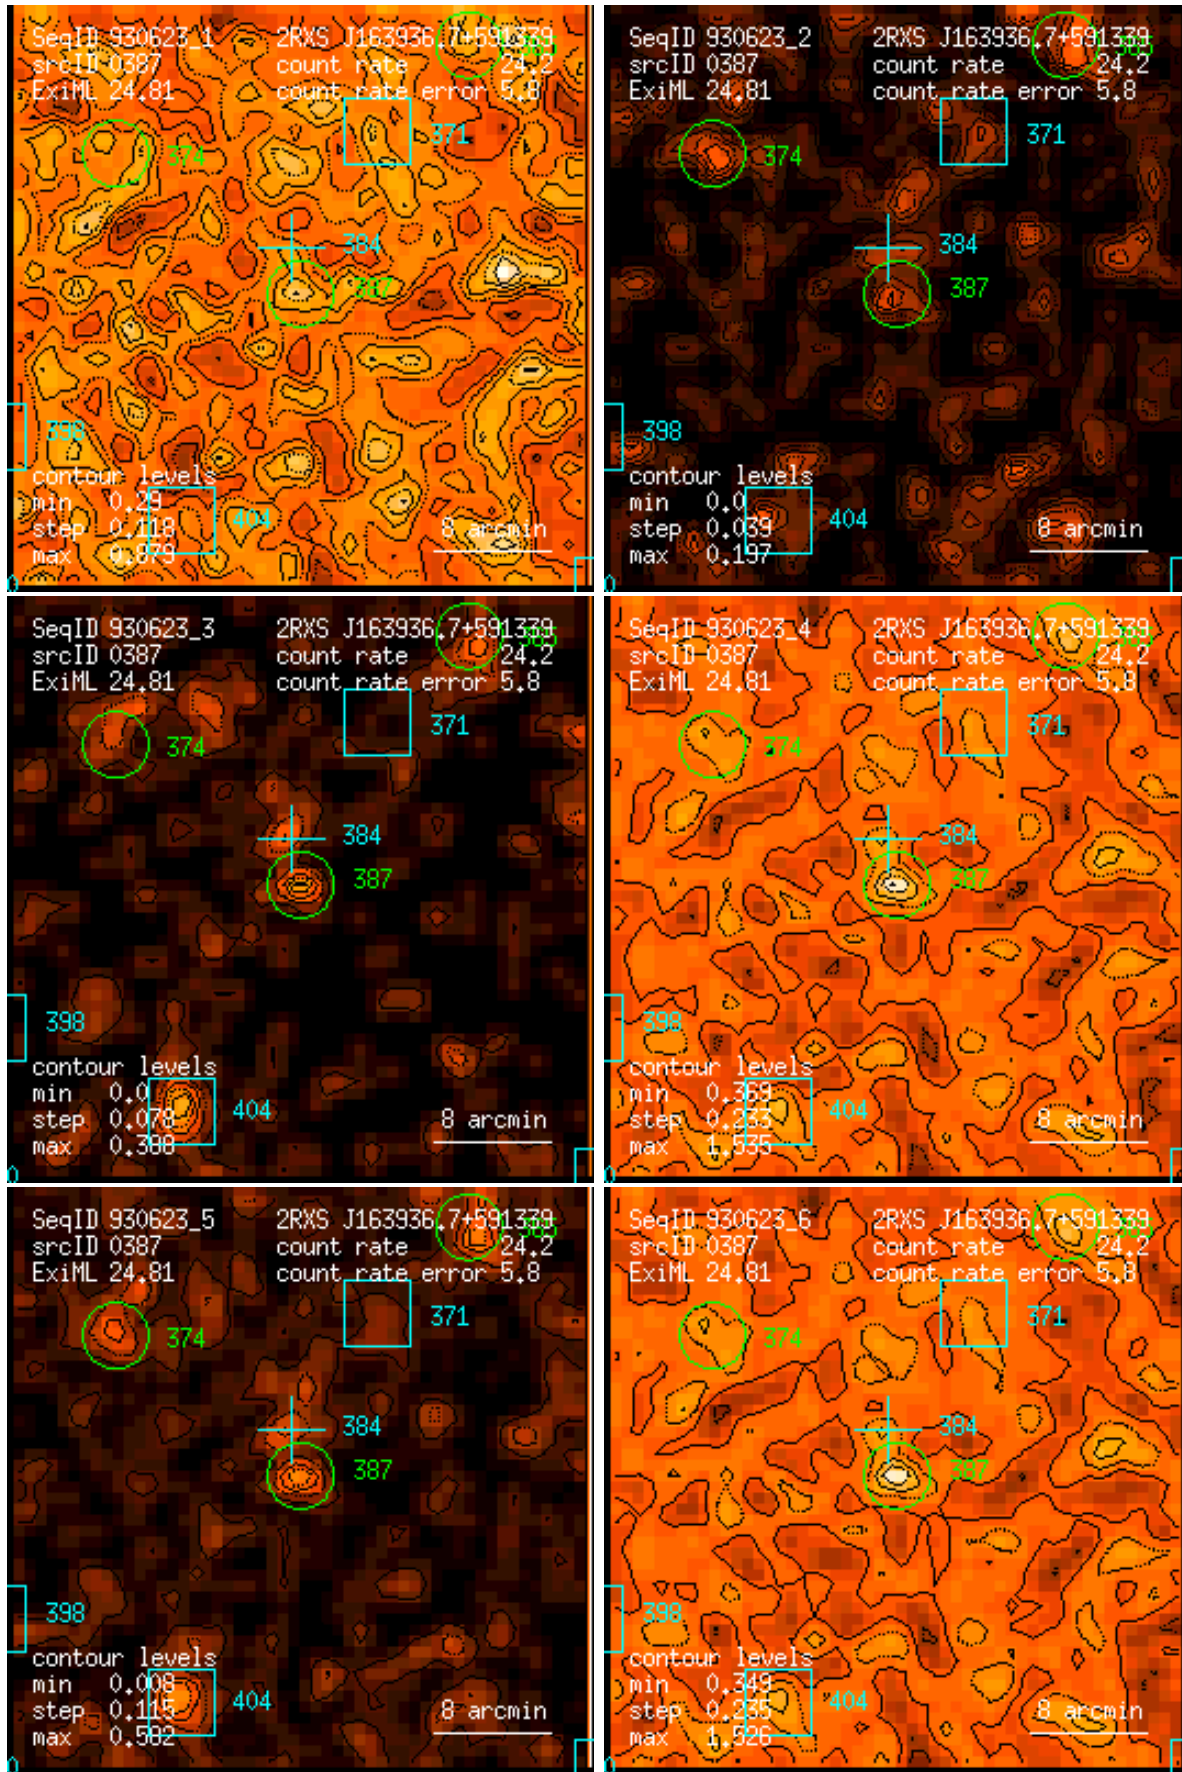 SeqID 930623_1 2RXS J163936.7+591339
srcID 0387 count rate 24.2
ExiML 24.81 count rate error 5.8
371
374
384
387
398
contour levels
min 0.29
step 0.118 404 8 arcmin
max 0.879
0
SeqID 930623_2 2RXS J163936.7+591339
srcID 0387 count rate 24.2
ExiML 24.81 count rate error 5.8
371
374
384
387
398
contour levels
min 0.0
step 0.039 404 8 arcmin
max 0.197
0
SeqID 930623_3 2RXS J163936.7+591339
srcID 0387 count rate 24.2
ExiML 24.81 count rate error 5.8
371
374
384
387
398
contour levels
min 0.0
step 0.078 404 8 arcmin
max 0.388
0
SeqID 930623_4 2RXS J163936.7+591339
srcID 0387 count rate 24.2
ExiML 24.81 count rate error 5.8
371
374
384
387
398
contour levels
min 0.369
step 0.233 404 8 arcmin
max 1.535
0
SeqID 930623_5 2RXS J163936.7+591339
srcID 0387 count rate 24.2
ExiML 24.81 count rate error 5.8
371
374
384
387
398
contour levels
min 0.008
step 0.115 404 8 arcmin
max 0.582
0
SeqID 930623_6 2RXS J163936.7+591339
srcID 0387 count rate 24.2
ExiML 24.81 count rate error 5.8
371
374
384
387
398
contour levels
min 0.349
step 0.235 404 8 arcmin
max 1.526
0